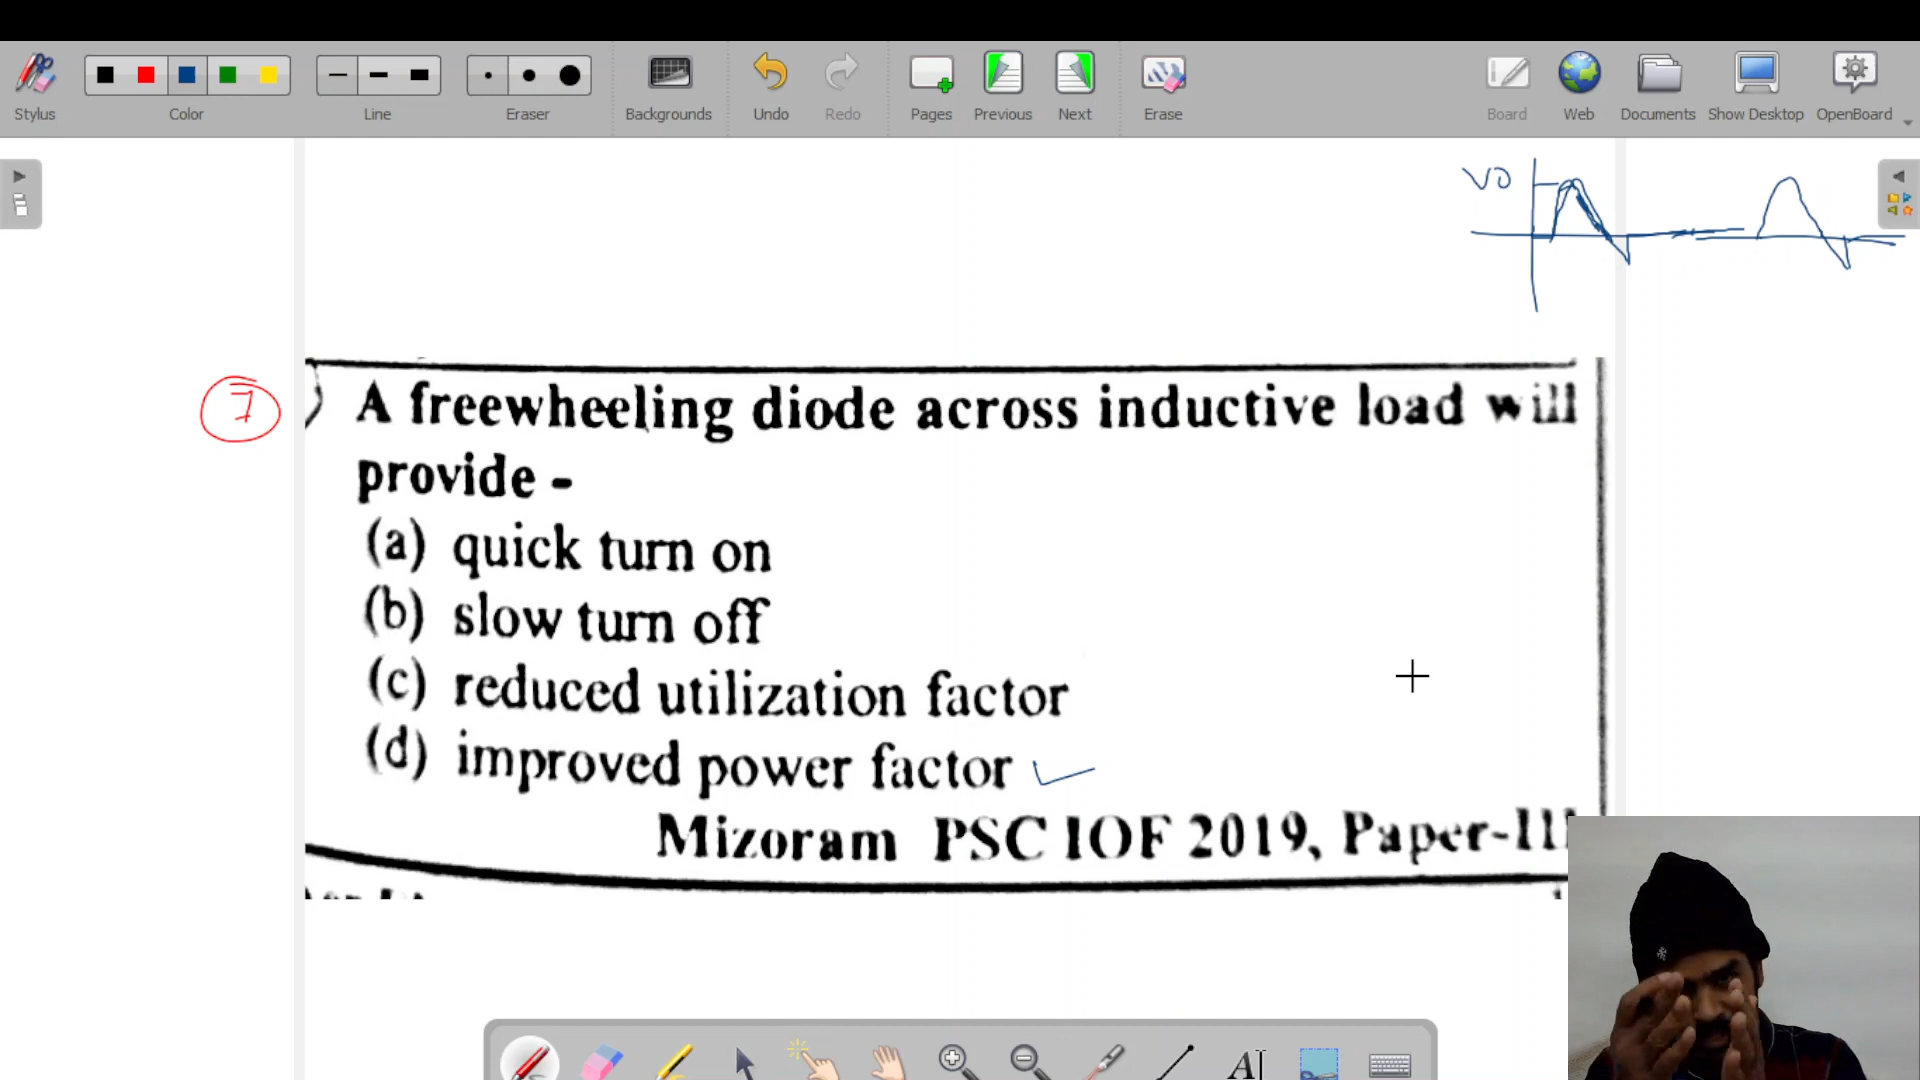 Stylus
Color
Line
Eraser
Backgrounds
Undo
Redo
Pages
Previous
Next
Erase
Board
Web
Documents
Show Desktop
OpenBoard
VO
7
A freewheeling diode across inductive load will
provide -
(a) quick turn on
(b) slow turn off
(c) reduced utilization factor
(d) improved power factor
Mizoram PSC IOF 2019, Paper-III